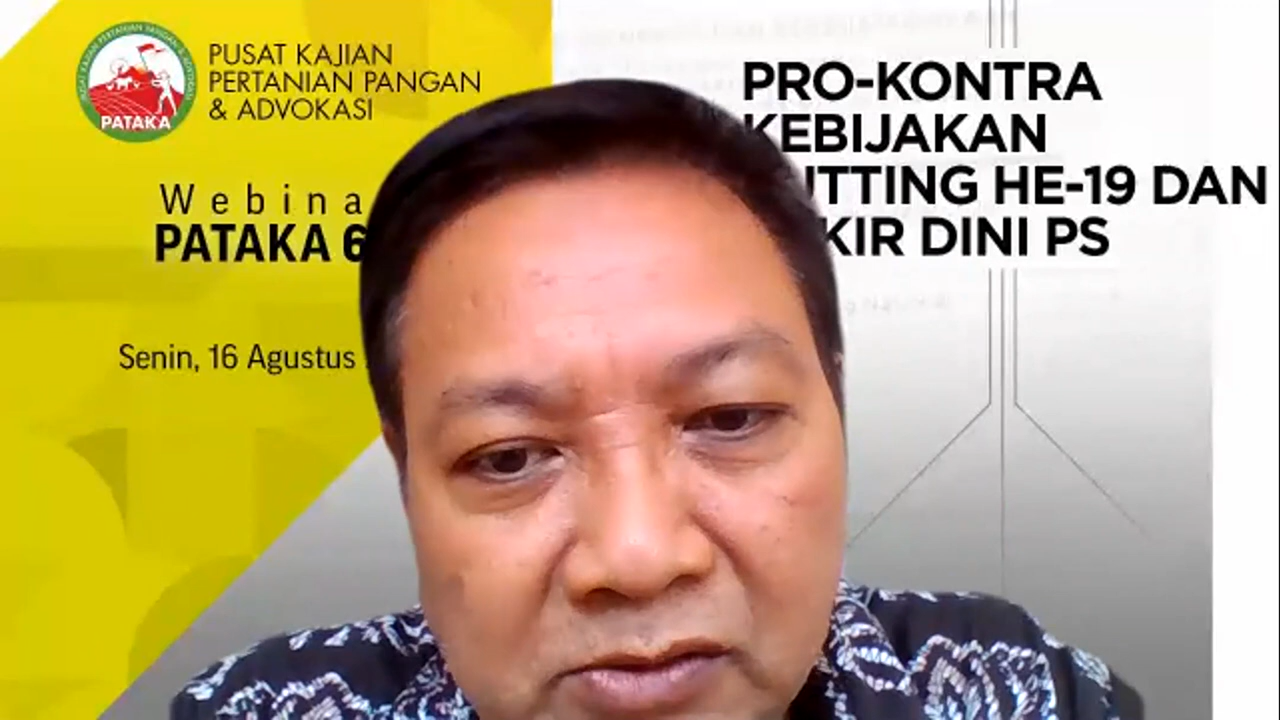 PUSAT KAJIAN
PERTANIAN PANGAN
& ADVOKASI
PATAKA
Webina
PATAKA 6
Senin, 16 Agustus
PRO-KONTRA
KEBIJAKAN
UTTING HE-19 DAN
KIR DINI PS